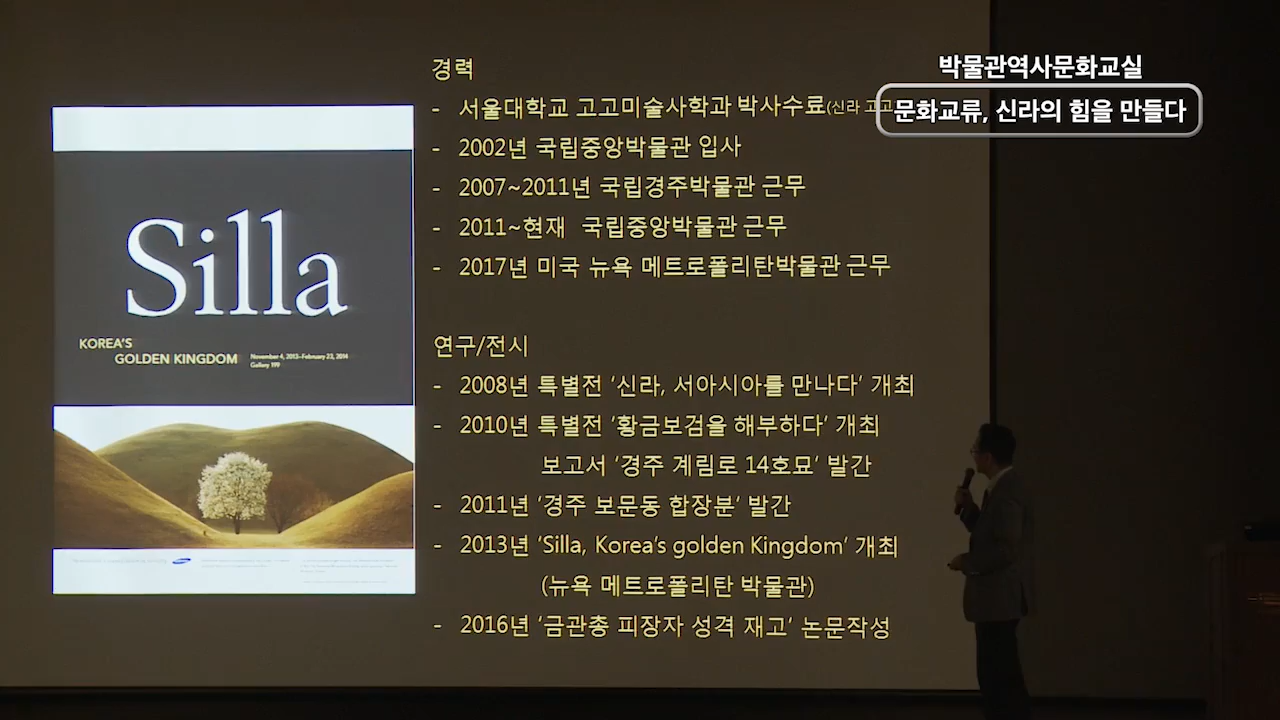 박물관역사문화교실
문화교류, 신라의 힘을 만들다
Silla
KOREA'S
GOLDEN KINGDOM
November 4, 2013–February 23, 2014
Gallery 199
경력
- 서울대학교 고고미술사학과 박사수료(신라 고고
- 2002년 국립중앙박물관 입사
- 2007~2011년 국립경주박물관 근무
- 2011~현재 국립중앙박물관 근무
- 2017년 미국 뉴욕 메트로폴리탄박물관 근무
연구/전시
- 2008년 특별전 '신라, 서아시아를 만나다' 개최
- 2010년 특별전 '황금보검을 해부하다' 개최
보고서 '경주 계림로 14호묘' 발간
- 2011년 '경주 보문동 합장분' 발간
- 2013년 'Silla, Korea's golden Kingdom' 개최
(뉴욕 메트로폴리탄 박물관)
- 2016년 '금관총 피장자 성격 재고' 논문작성